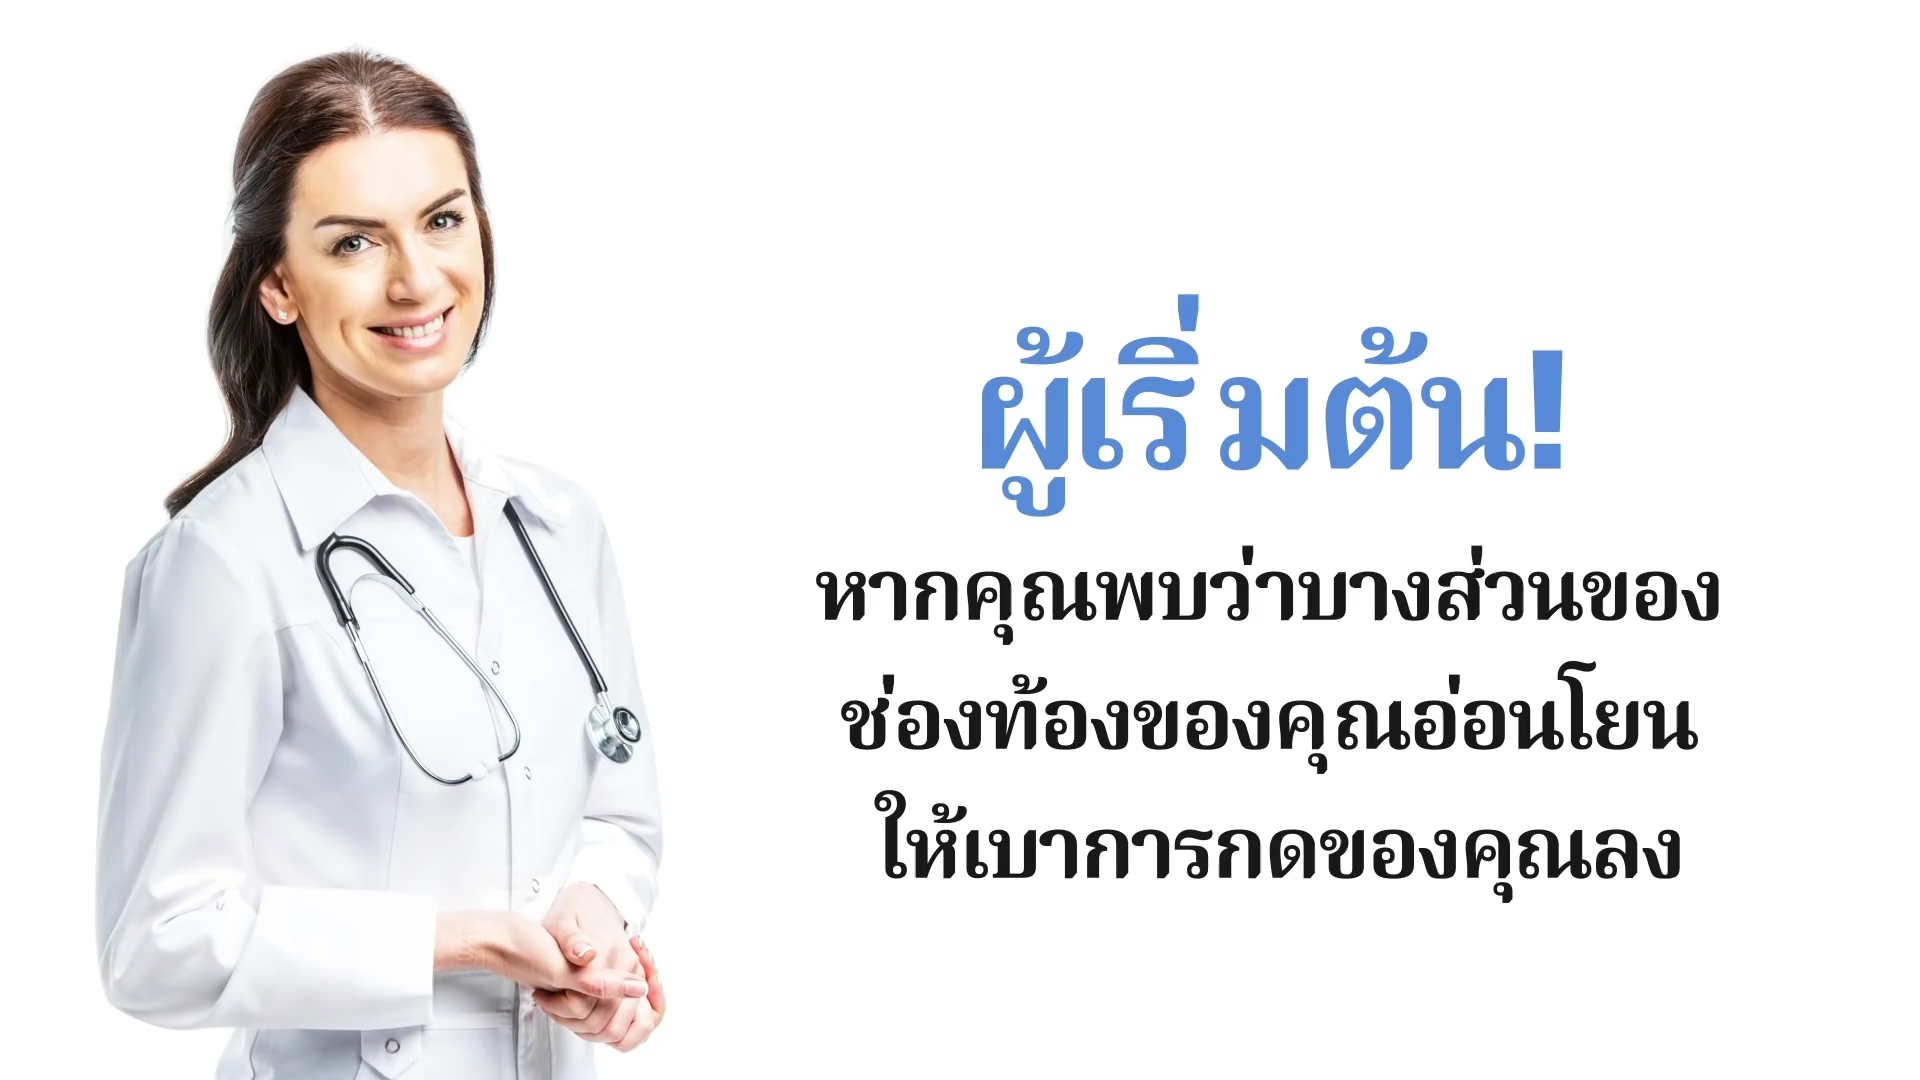 ผู้เริ่มต้น!
หากคุณพบว่าบางส่วนของ
ช่องท้องของคุณอ่อนโยน
ให้เบาการกดของคุณลง